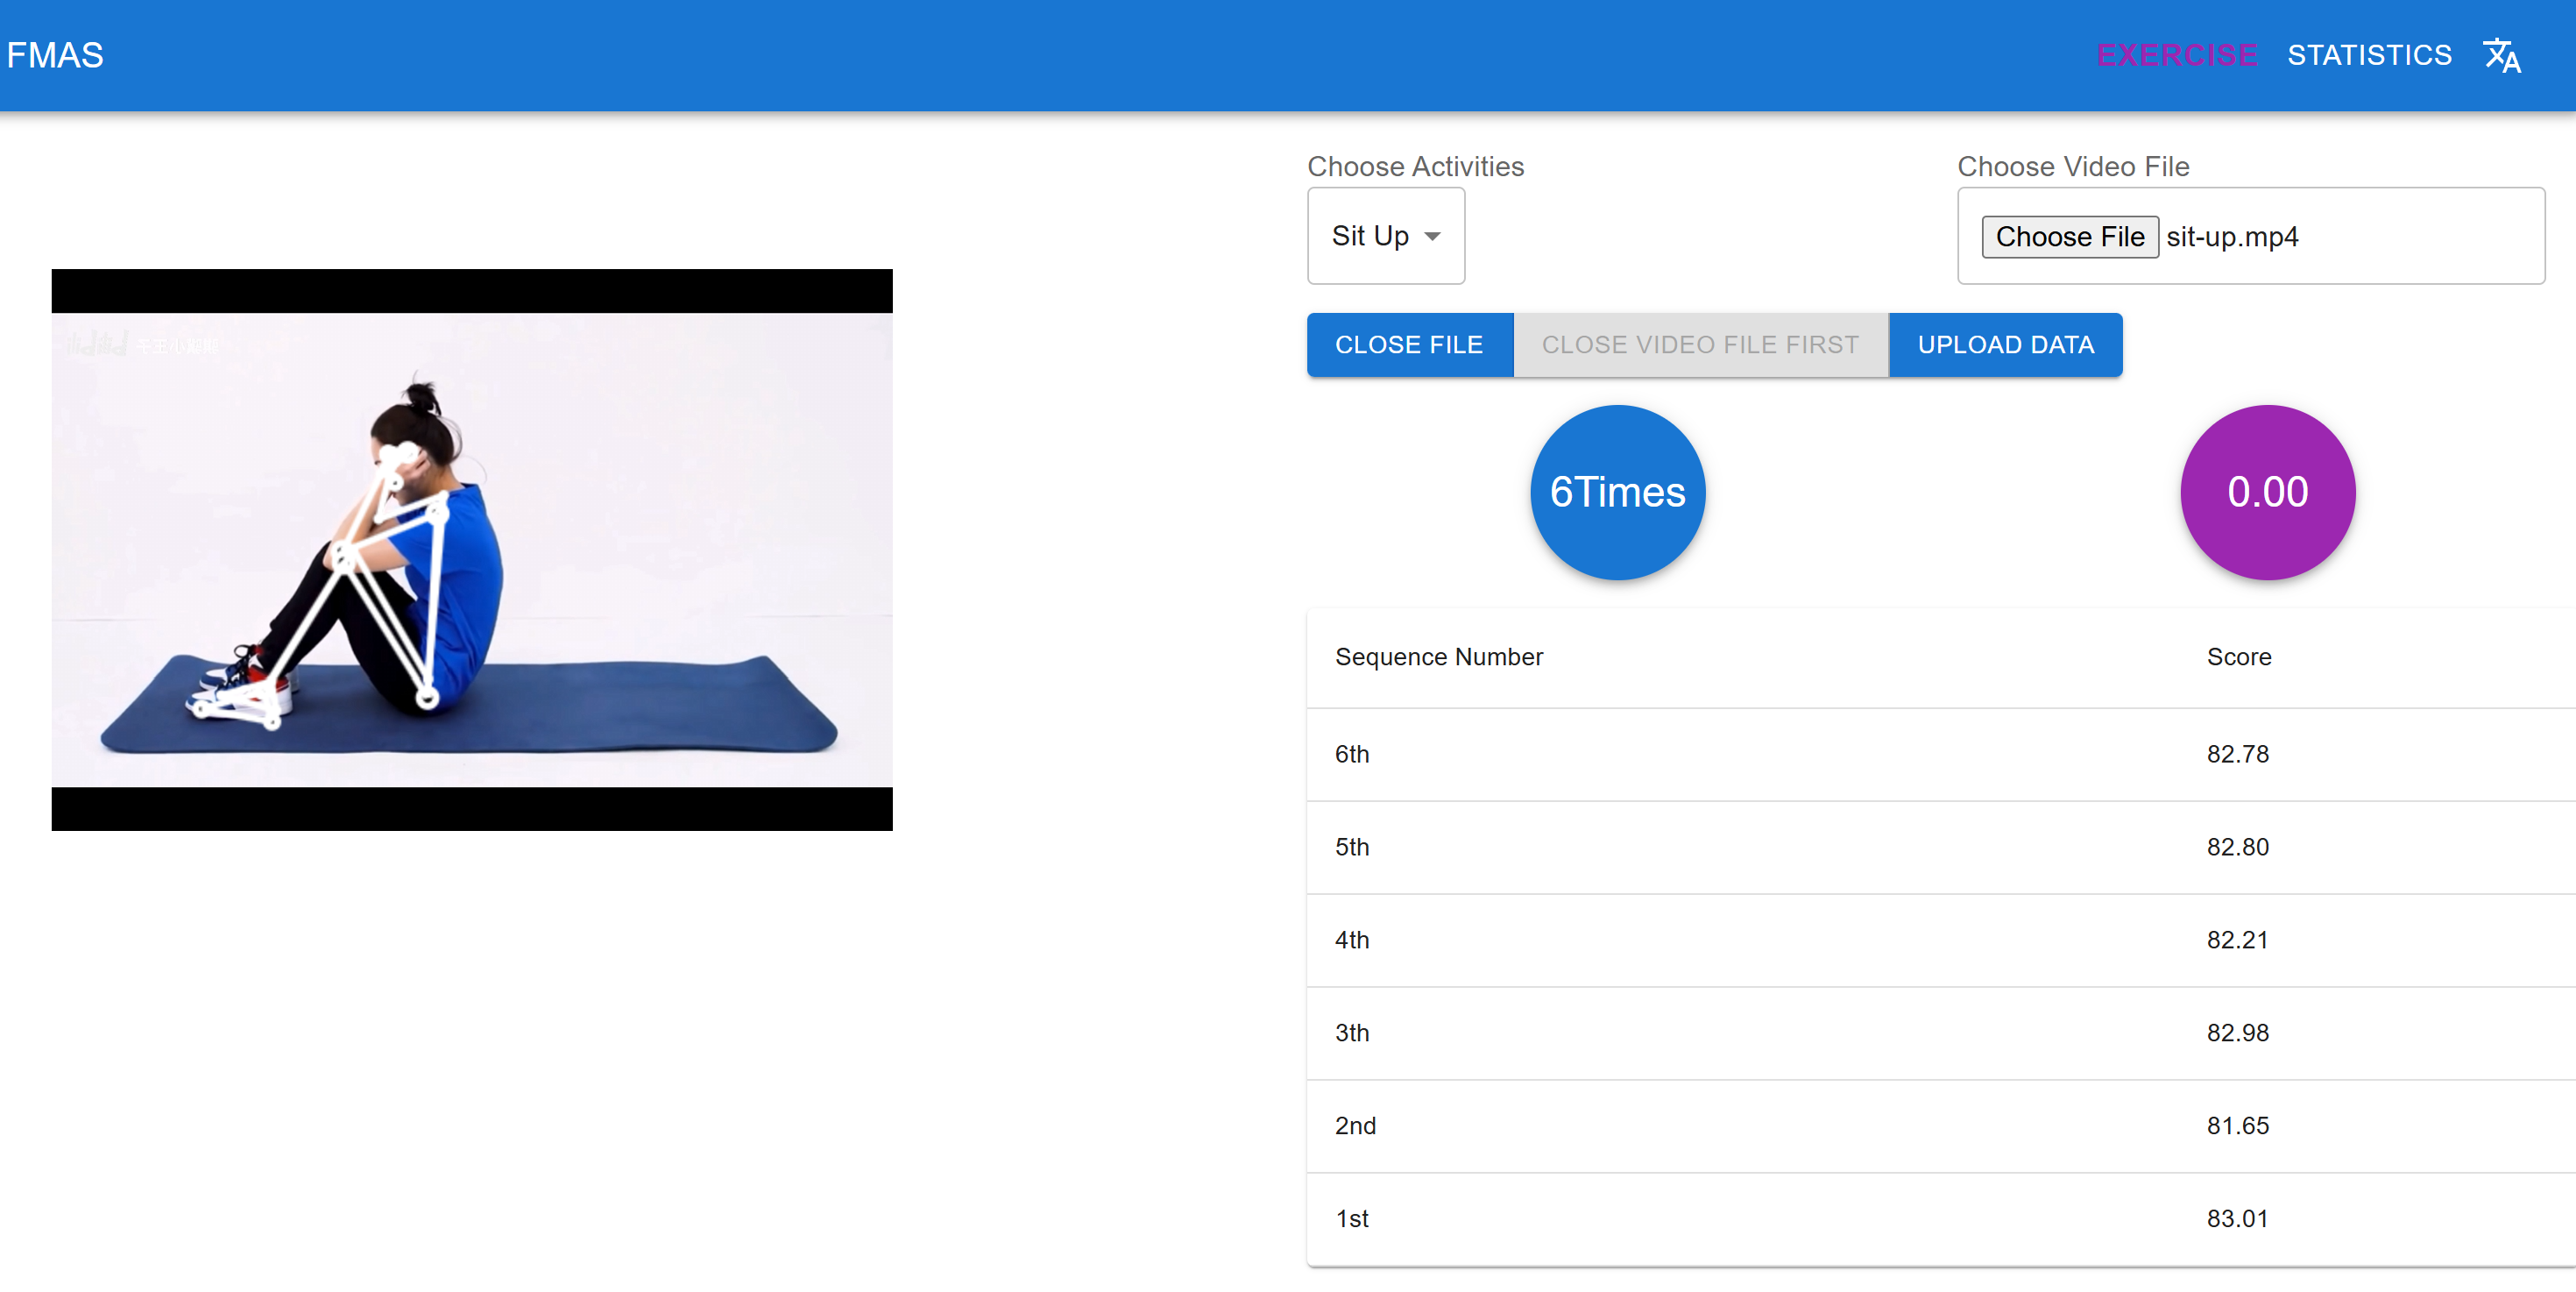 FMAS
EXERCISE STATISTICS
Choose Activities
Sit Up
Choose Video File
Choose File sit-up.mp4
CLOSE FILE CLOSE VIDEO FILE FIRST UPLOAD DATA
6Times
0.00
Sequence Number Score
6th 82.78
5th 82.80
4th 82.21
3th 82.98
2nd 81.65
1st 83.01